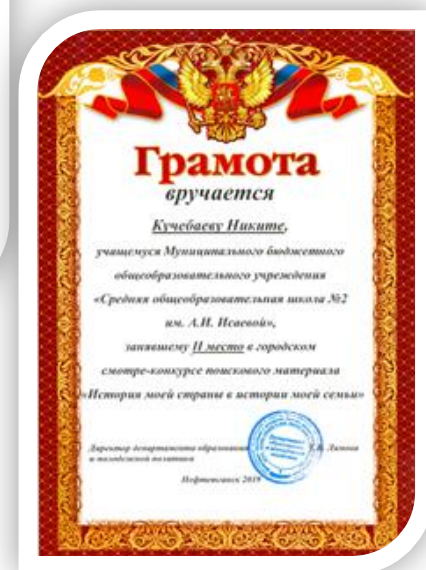 Грамота
вручается
Кучебаеву Никите,
учащемуся Муниципального бюджетного
общеобразовательного учреждения
«Средняя общеобразовательная школа №2
им. А.И. Исаевой»,
занявшему II место в городском
смотре-конкурсе поискового материала
«История моей страны в истории моей семьи»
Директор департамента образования
и молодежной политики
Нефтеюганск 2019